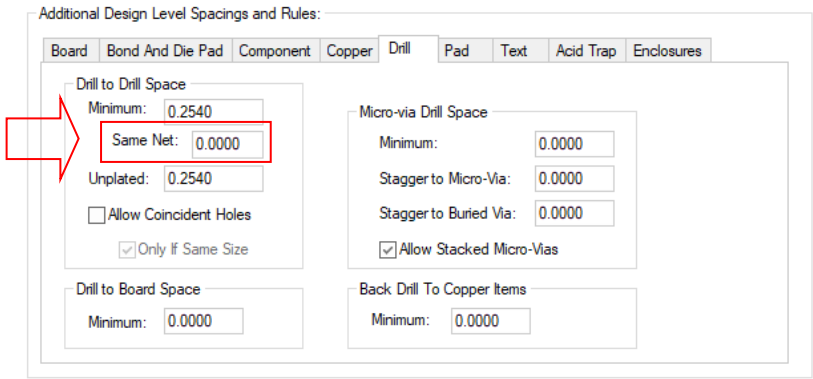 Additional Design Level Spacings and Rules:
Board Bond And Die Pad Component Copper Drill Pad Text Acid Trap Enclosures
Drill to Drill Space
Minimum: 0.2540
Same Net: 0.0000
Unplated: 0.2540
Allow Coincident Holes
Only If Same Size
Micro-via Drill Space
Minimum: 0.0000
Stagger to Micro-Via: 0.0000
Stagger to Buried Via: 0.0000
Allow Stacked Micro-Vias
Drill to Board Space
Minimum: 0.0000
Back Drill To Copper Items
Minimum: 0.0000